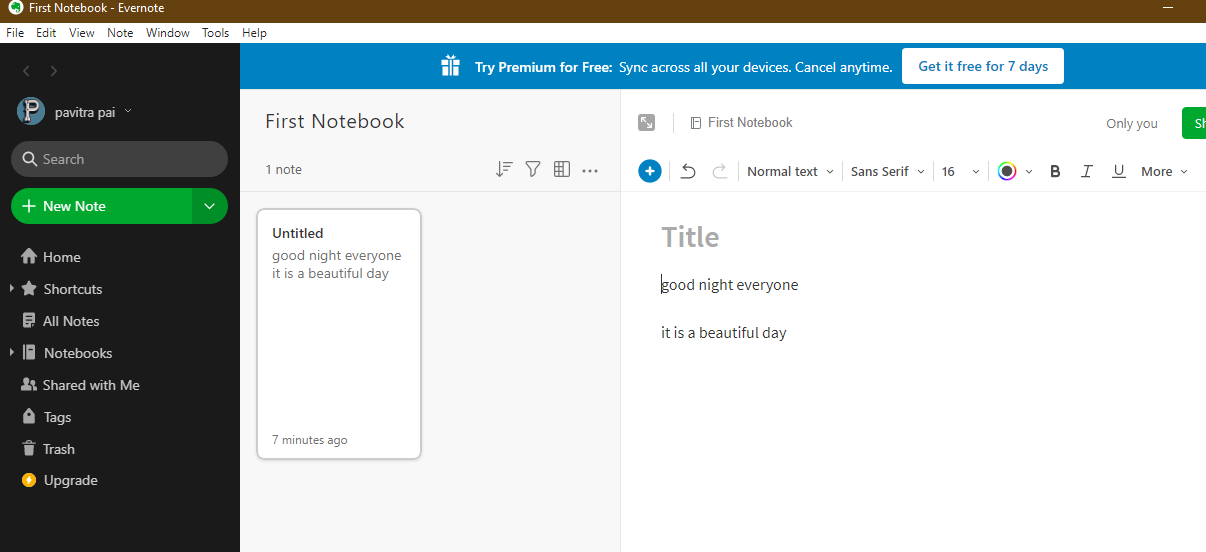 First Notebook - Evernote
File Edit View Note Window Tools Help
Try Premium for Free: Sync across all your devices. Cancel anytime. Get it free for 7 days
pavitra pai
Search
New Note
Home
Shortcuts
All Notes
Notebooks
Shared with Me
Tags
Trash
Upgrade
First Notebook
1 note
Untitled
good night everyone
it is a beautiful day
7 minutes ago
First Notebook Only you
Normal text Sans Serif 16 B I U More
Title
good night everyone
it is a beautiful day